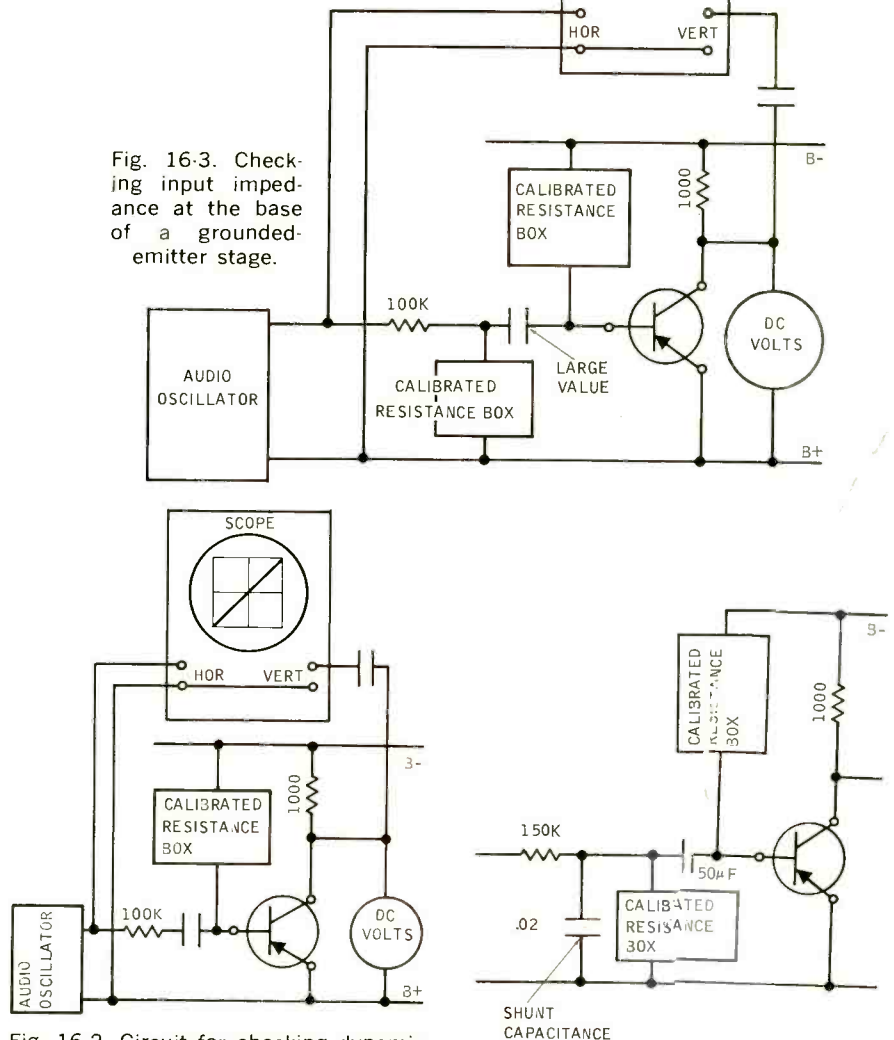 HOR VERT
Fig. 16-3. Check-
ing input imped-
ance at the base
of a grounded-
emitter stage.
B-
CALIBRATED
RESISTANCE
BOX
1000
100K
AUDIO
OSCILLATOR
LARGE
VALUE
DC
VOLTS
CALIBRATED
RESISTANCE BOX
B+
SCOPE
HOR VERT
B-
CALIBRATED
RESISTANCE
BOX
1000
100K
AUDIO
OSCILLATOR
DC
VOLTS
B+
B-
CALIBRATED
RESISTANCE
BOX
1000
150K
50µF
.02
CALIBRATED
RESISTANCE
BOX
SHUNT
CAPACITANCE
Fig. 16-2. Circuit for checking dynami